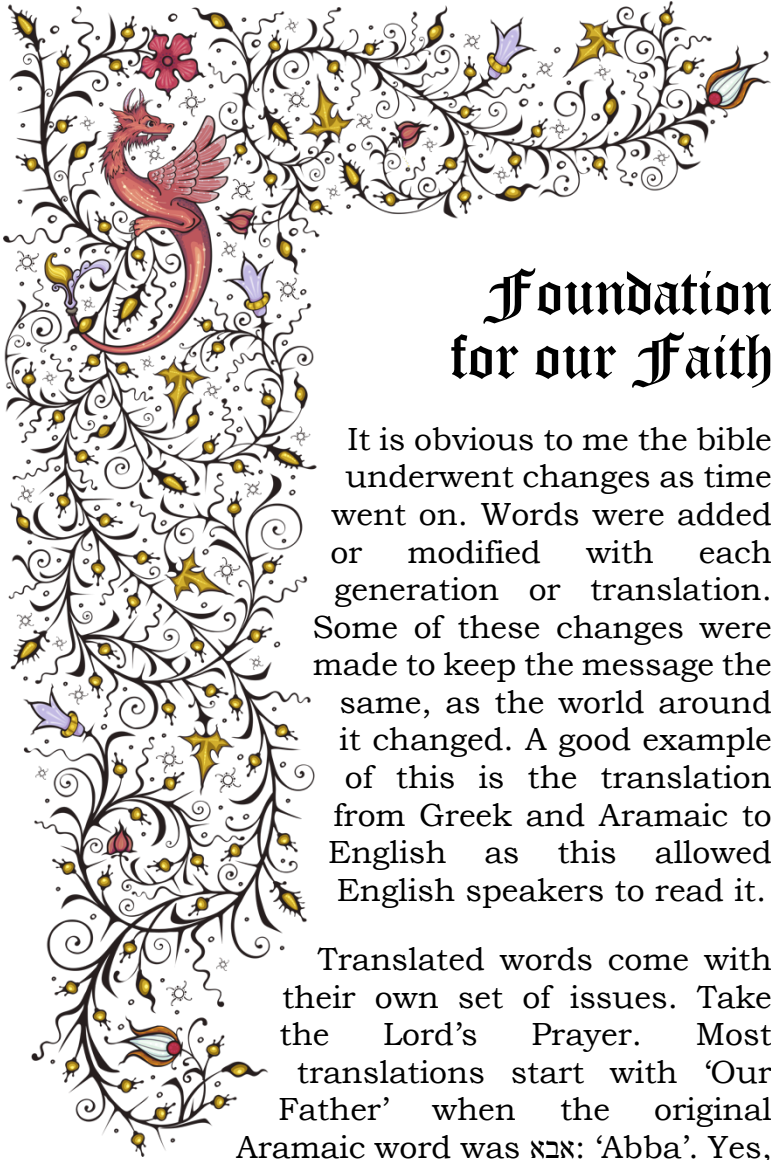 Foundation
for our Faith
It is obvious to me the bible
underwent changes as time
went on. Words were added
or modified with each
generation or translation.
Some of these changes were
made to keep the message the
same, as the world around
it changed. A good example
of this is the translation
from Greek and Aramaic to
English as this allowed
English speakers to read it.
Translated words come with
their own set of issues. Take
the Lord’s Prayer. Most
translations start with ‘Our
Father’ when the original
Aramaic word was אבא: ‘Abba’. Yes,